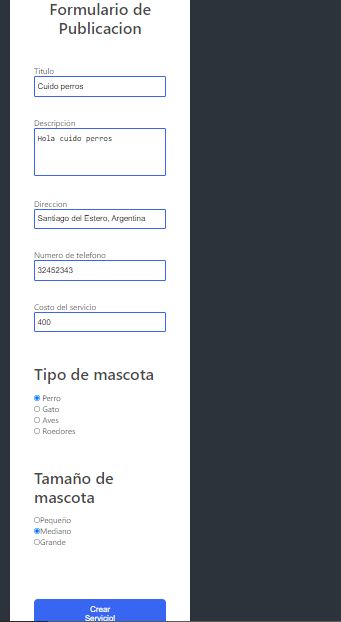 Formulario de
Publicacion
Titulo
Cuido perros
Descripción
Hola cuido perros
Direccion
Santiago del Estero, Argentina
Numero de telefono
32452343
Costo del servicio
400
Tipo de mascota
Perro
Gato
Aves
Roedores
Tamaño de
mascota
Pequeño
Mediano
Grande
Crear
Servicio!